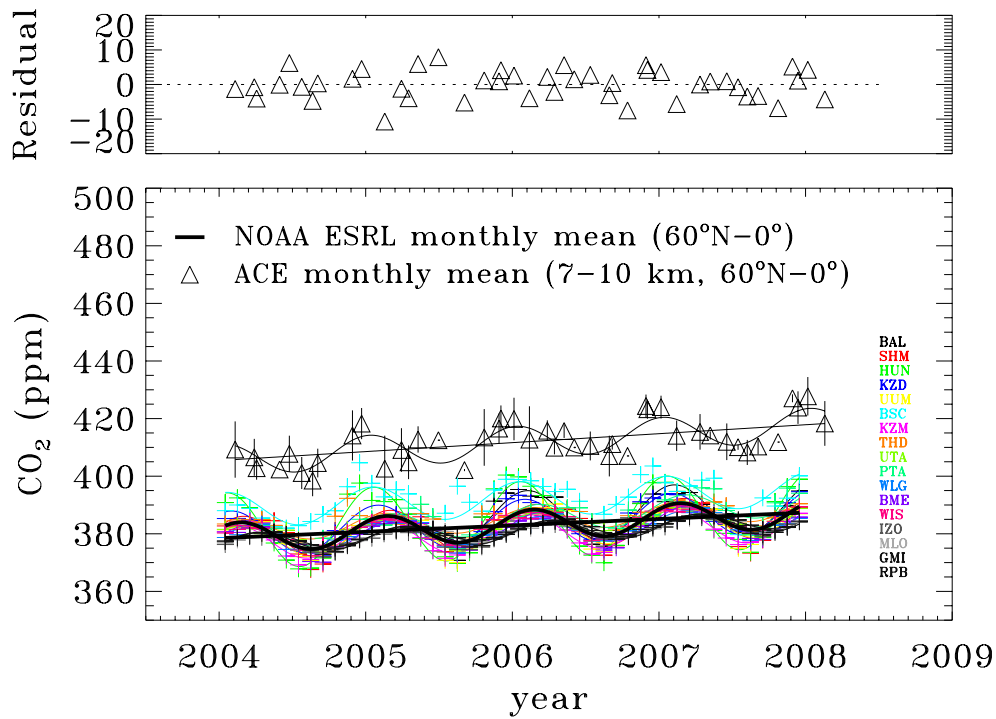 20
10
0
−10
−20
Residual
500
480
460
440
420
400
380
360
CO₂ (ppm)
NOAA ESRL monthly mean (60°N−0°)
ACE monthly mean (7−10 km, 60°N−0°)
BAL
SHM
HUN
KZD
UUM
BSC
KZM
THD
UTA
PTA
WLG
BME
WIS
IZO
MLO
GMI
RPB
2004 2005 2006 2007 2008 2009
year